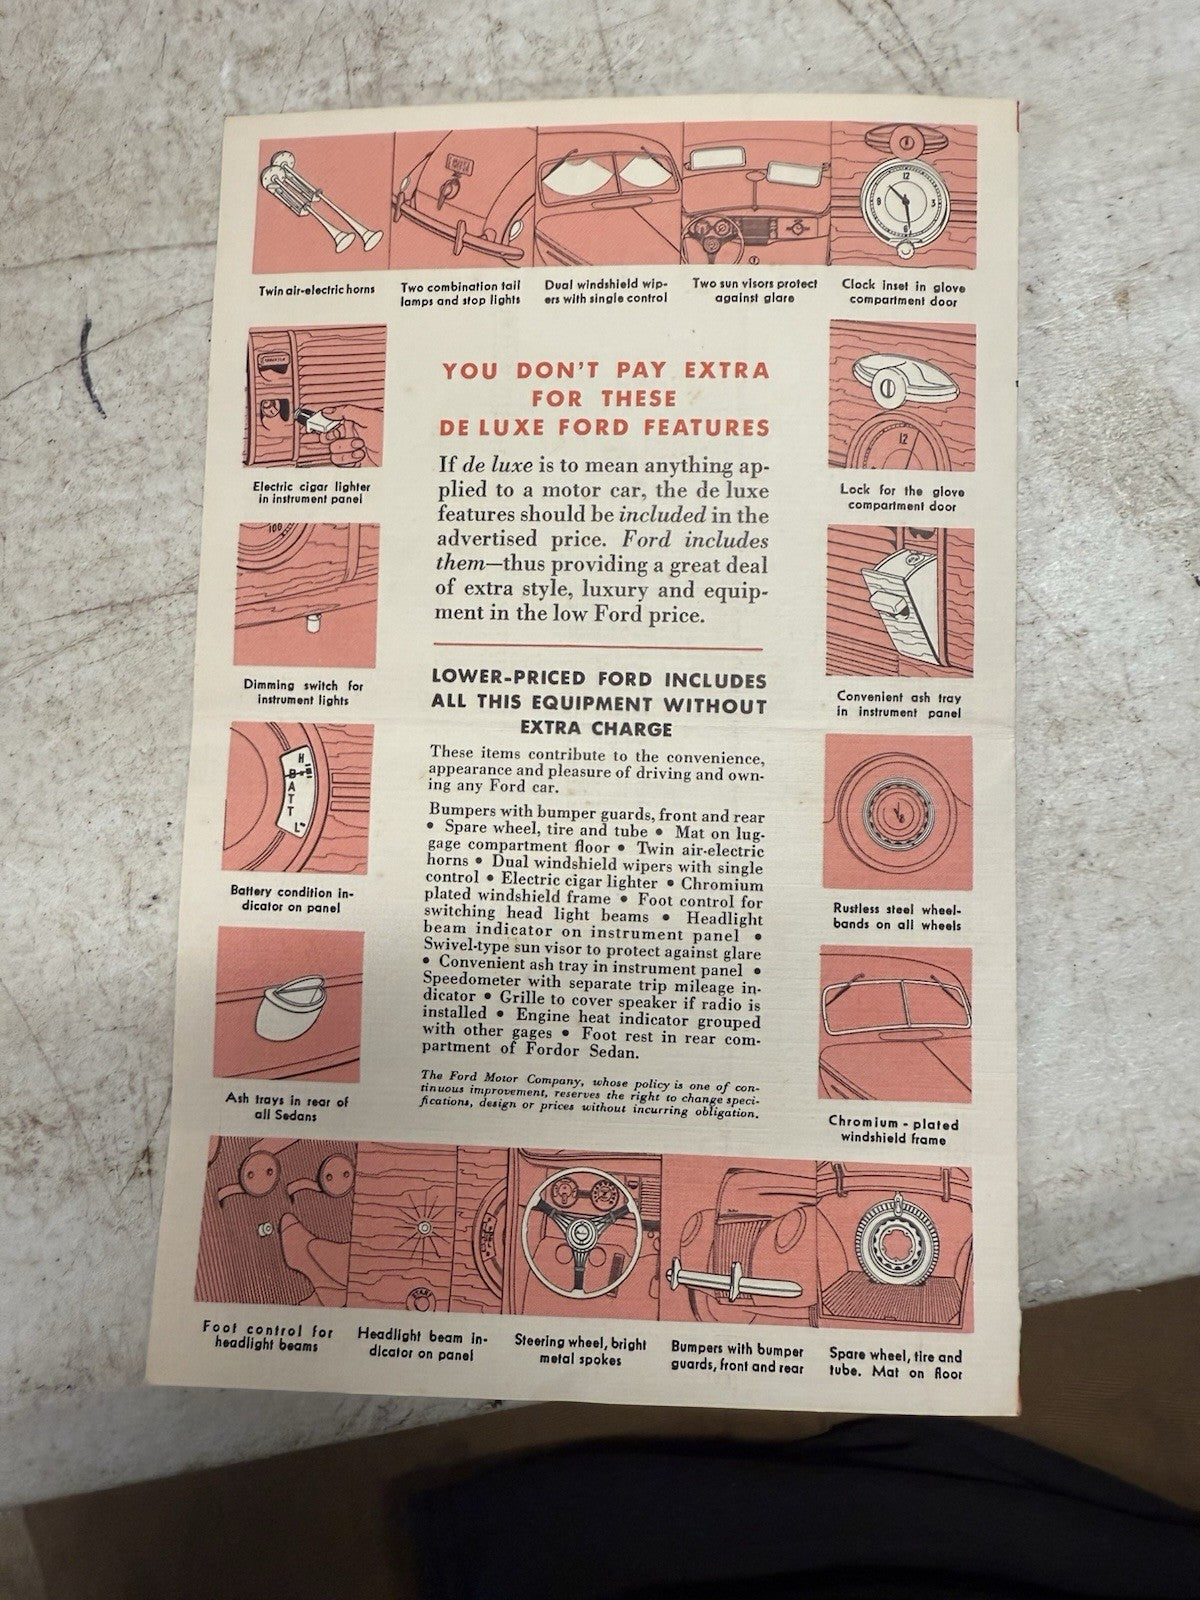 Twin air-electric horns
Two combination tail
lamps and stop lights
Dual windshield wip-
ers with single control
Two sun visors protect
against glare
12
3
6
9
Clock inset in glove
compartment door
Electric cigar lighter
in instrument panel
YOU DON'T PAY EXTRA
FOR THESE
DE LUXE FORD FEATURES
If de luxe is to mean anything ap-
plied to a motor car, the de luxe
features should be included in the
advertised price. Ford includes
them—thus providing a great deal
of extra style, luxury and equip-
ment in the low Ford price.
12
Lock for the glove
compartment door
100
Dimming switch for
instrument lights
Convenient ash tray
in instrument panel
LOWER-PRICED FORD INCLUDES
ALL THIS EQUIPMENT WITHOUT
EXTRA CHARGE
These items contribute to the convenience,
appearance and pleasure of driving and own-
ing any Ford car.
Bumpers with bumper guards, front and rear
• Spare wheel, tire and tube • Mat on lug-
gage compartment floor • Twin air-electric
horns • Dual windshield wipers with single
control • Electric cigar lighter • Chromium
plated windshield frame • Foot control for
switching head light beams • Headlight
beam indicator on instrument panel •
Swivel-type sun visor to protect against glare
• Convenient ash tray in instrument panel •
Speedometer with separate trip mileage in-
dicator • Grille to cover speaker if radio is
installed • Engine heat indicator grouped
with other gages • Foot rest in rear com-
partment of Fordor Sedan.
The Ford Motor Company, whose policy is one of con-
tinuous improvement, reserves the right to change speci-
fications, design or prices without incurring obligation.
H
BATT
L
Battery condition in-
dicator on panel
V8
Rustless steel wheel-
bands on all wheels
Ash trays in rear of
all Sedans
Chromium - plated
windshield frame
START
Foot control for
headlight beams
Headlight beam in-
dicator on panel
Steering wheel, bright
metal spokes
Bumpers with bumper
guards, front and rear
Spare wheel, tire and
tube. Mat on floor